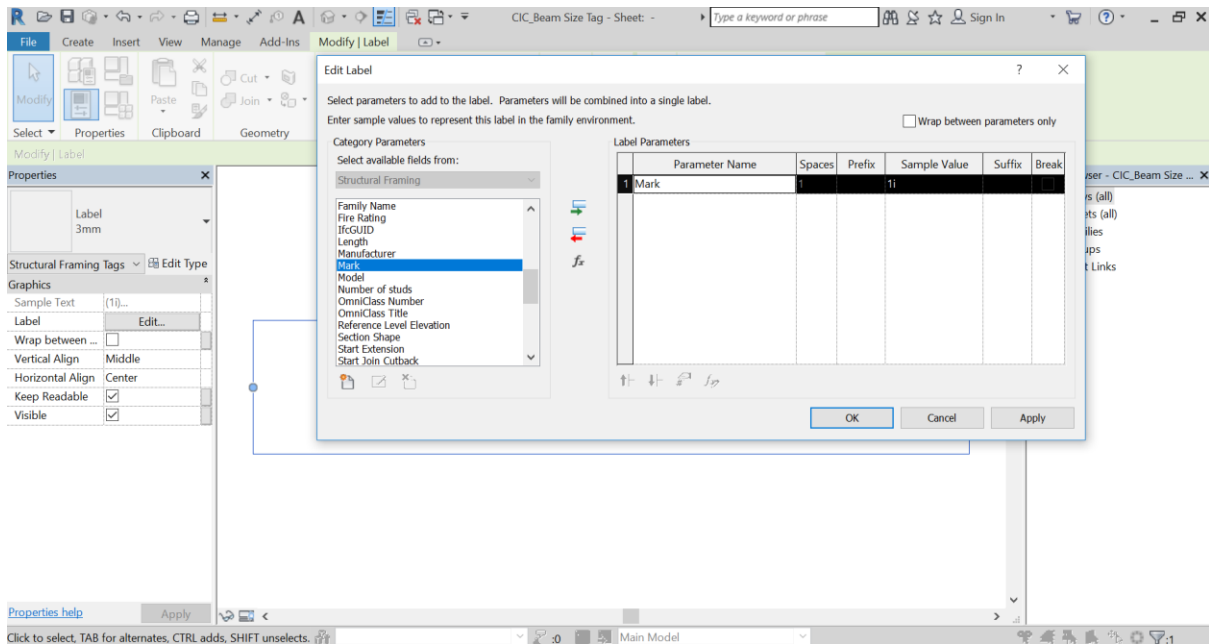 R A CIC_Beam Size Tag - Sheet: - Type a keyword or phrase Sign In
File Create Insert View Manage Add-Ins Modify | Label
Modify Paste Cut Join
Select Properties Clipboard Geometry
Modify | Label
Properties
Label
3mm
Structural Framing Tags Edit Type
Graphics
Sample Text (1i)...
Label Edit...
Wrap between ...
Vertical Align Middle
Horizontal Align Center
Keep Readable
Visible
Properties help Apply
Edit Label
Select parameters to add to the label. Parameters will be combined into a single label.
Enter sample values to represent this label in the family environment.
Wrap between parameters only
Category Parameters
Select available fields from:
Structural Framing
Family Name
Fire Rating
IfcGUID
Length
Manufacturer
Mark
Model
Number of studs
OmniClass Number
OmniClass Title
Reference Level Elevation
Section Shape
Start Extension
Start Join Cutback
fx
Label Parameters
Parameter Name Spaces Prefix Sample Value Suffix Break
1 Mark 1 1i
OK Cancel Apply
wser - CIC_Beam Size ...
vs (all)
ets (all)
ilies
ups
t Links
Click to select, TAB for alternates, CTRL adds, SHIFT unselects. :0 Main Model :1